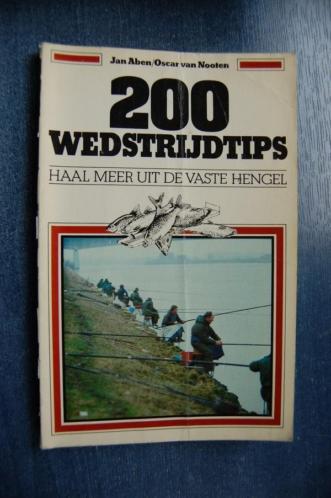 Jan Aben/Oscar van Nooten
200
WEDSTRIJDTIPS
HAAL MEER UIT DE VASTE HENGEL